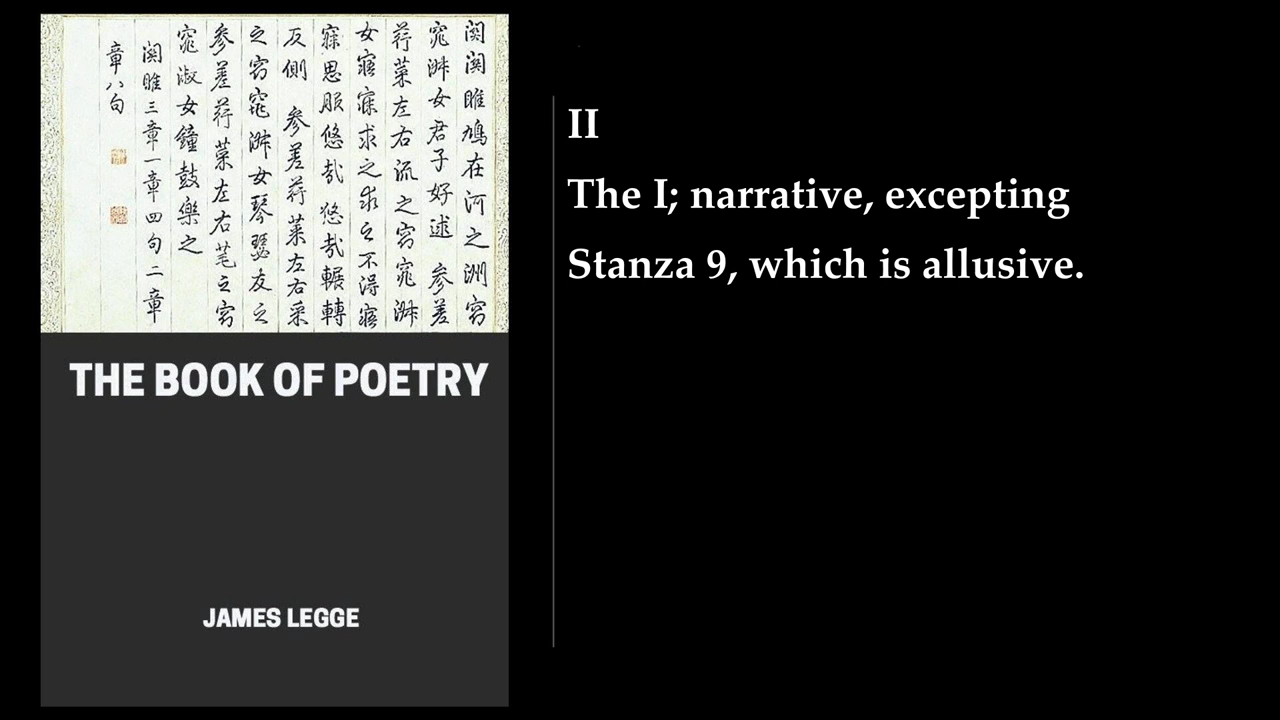 關關雎鳩在河之洲窈
窕淑女君子好逑 參差
荇菜左右流之窈窕淑
女寤寐求之求之不得寤
寐思服悠哉悠哉輾轉
反側 參差荇菜左右采
之窈窕淑女琴瑟友之
參差荇菜左右芼之窈
窕淑女鐘鼓樂之
關雎三章一章四句二章
章八句
THE BOOK OF POETRY
JAMES LEGGE
II
The I; narrative, excepting
Stanza 9, which is allusive.